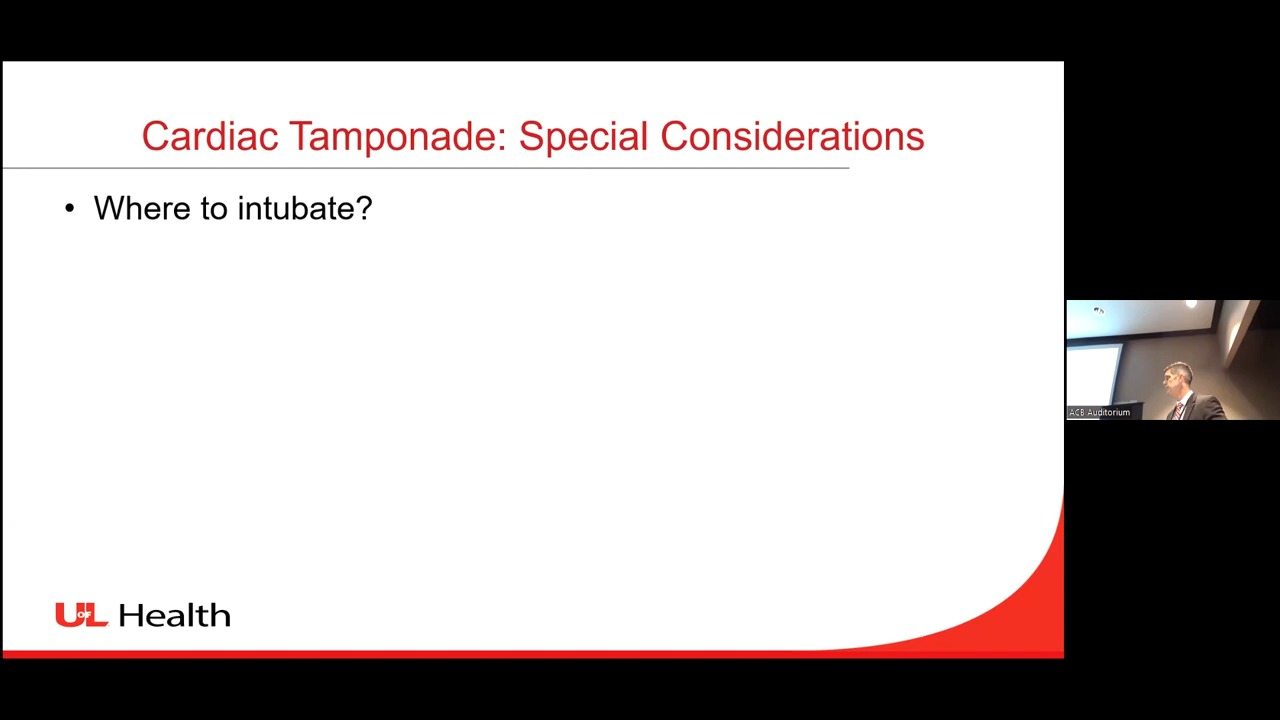 Cardiac Tamponade: Special Considerations
• Where to intubate?
ACB Auditorium
UOFL Health